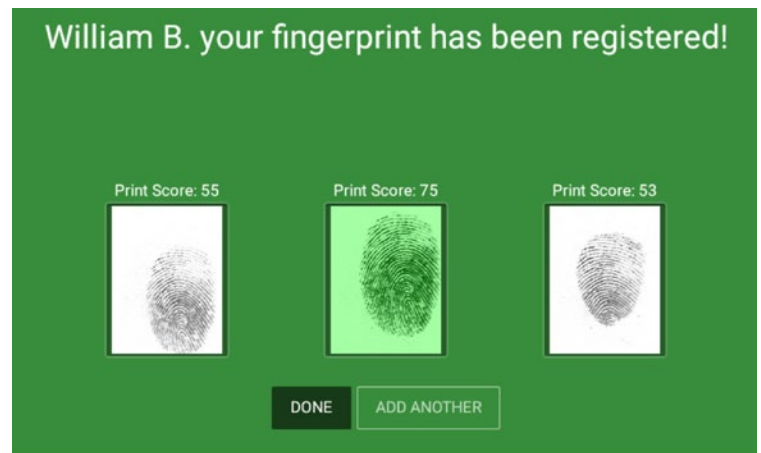 William B. your fingerprint has been registered!
Print Score: 55
Print Score: 75
Print Score: 53
DONE
ADD ANOTHER